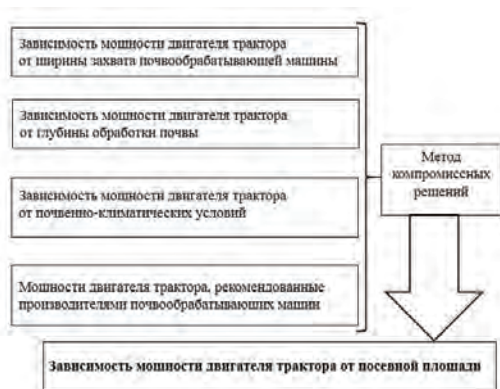 Зависимость мощности двигателя трактора
от ширины захвата почвообрабатывающей машины
Зависимость мощности двигателя трактора
от глубины обработки почвы
Зависимость мощности двигателя трактора
от почвенно-климатических условий
Мощности двигателя трактора, рекомендованные
производителями почвообрабатывающих машин
Метод
компромиссных
решений
Зависимость мощности двигателя трактора от посевной площади